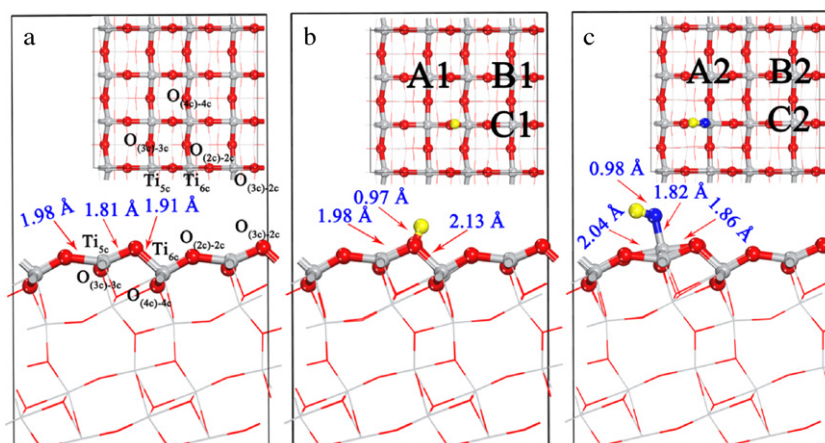 a
O(4c)-4c
O(3c)-3c
O(2c)-2c
Ti5c Ti6c O(3c)-2c
1.98 Å 1.81 Å 1.91 Å
Ti5c O(2c)-2c O(3c)-2c
Ti6c
O(3c)-3c
O(4c)-4c
b
A1 B1
C1
0.97 Å
1.98 Å
2.13 Å
c
A2 B2
C2
0.98 Å
1.82 Å
2.04 Å 1.86 Å